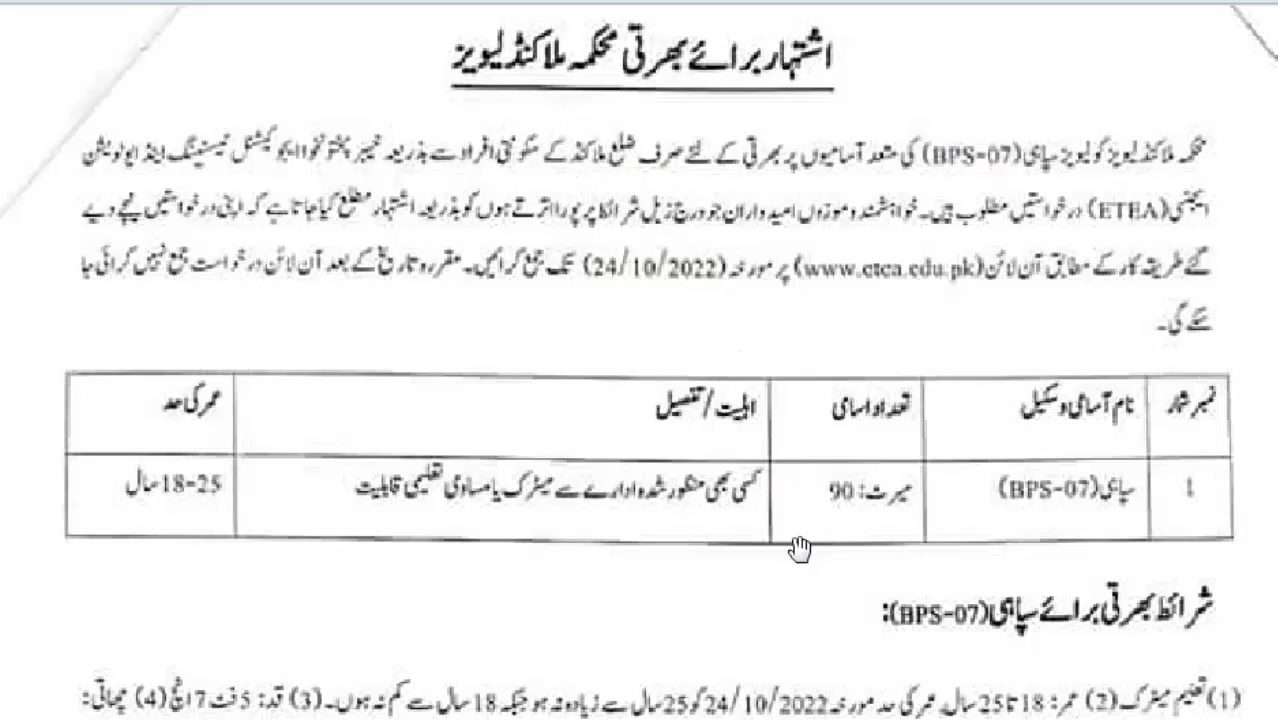 اشتہار برائے بھرتی محکمہ ملاکنڈ لیویز
محکمہ ملاکنڈ لیویز کو لیویز سپاہی (BPS-07) کی متعد آسامیوں پر بھرتی کے لئے صرف ضلع ملاکنڈ کے سکونتی افراد سے بذریعہ خیبر پختونخوا ایجوکیشنل ٹیسٹنگ اینڈ ایولویشن
ایجنسی (ETEA) درخواستیں مطلوب ہیں۔ خواہشمند و موزوں امیدواران جو درج زیل شرائط پر پورا اترتے ہوں کو بذریعہ اشتہار مطلع کیا جاتا ہے کہ اپنی درخواستیں نیچے دیے
گئے طریقہ کار کے مطابق آن لائن (www.etea.edu.pk) پر مورخہ (24/10/2022) تک جمع کرائیں۔ مقررہ تاریخ کے بعد آن لائن درخواست جمع نہیں کرائی جا
سکے گی۔
نمبر شمار نام آسامی و سکیل تعداد اسامی اہلیت / تفصیل عمر کی حد
1 سپاہی (BPS-07) میرٹ: 90 کسی بھی منظور شدہ ادارے سے میٹرک یا مساوی تعلیمی قابلیت 18-25 سال
شرائط بھرتی برائے سپاہی (BPS-07):
(1) تعلیم میٹرک (2) عمر: 18 تا 25 سال، عمر کی حد مورخہ 24/10/2022 کو 25 سال سے زیادہ نہ ہو جبکہ 18 سال سے کم نہ ہوں۔ (3) قد: 5 فٹ 7 انچ (4) چھاتی: